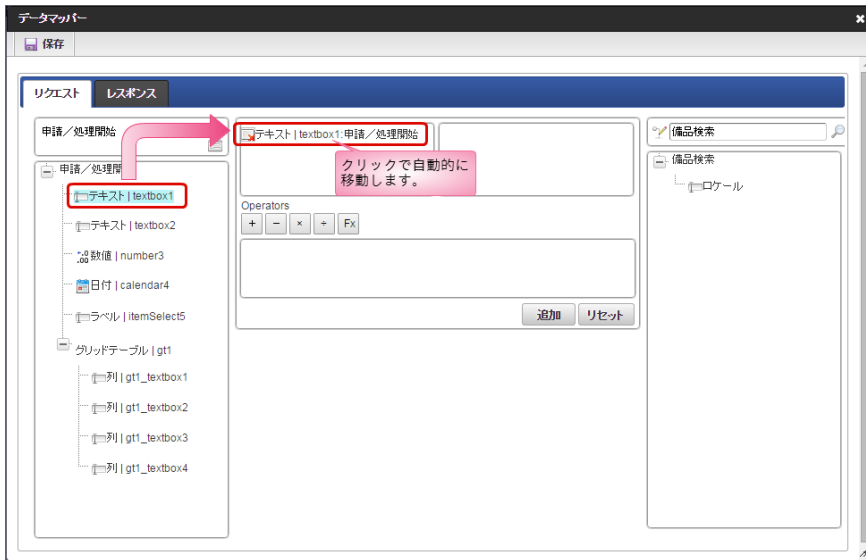 データマッパー
保存
リクエスト レスポンス
申請／処理開始
申請／処理開
テキスト | textbox1
テキスト | textbox2
数値 | number3
日付 | calendar4
ラベル | itemSelect5
グリッドテーブル | gt1
列 | gt1_textbox1
列 | gt1_textbox2
列 | gt1_textbox3
列 | gt1_textbox4
テキスト | textbox1:申請／処理開始
クリックで自動的に
移動します。
Operators
+ − × ÷ Fx
追加 リセット
備品検索
備品検索
ロケール